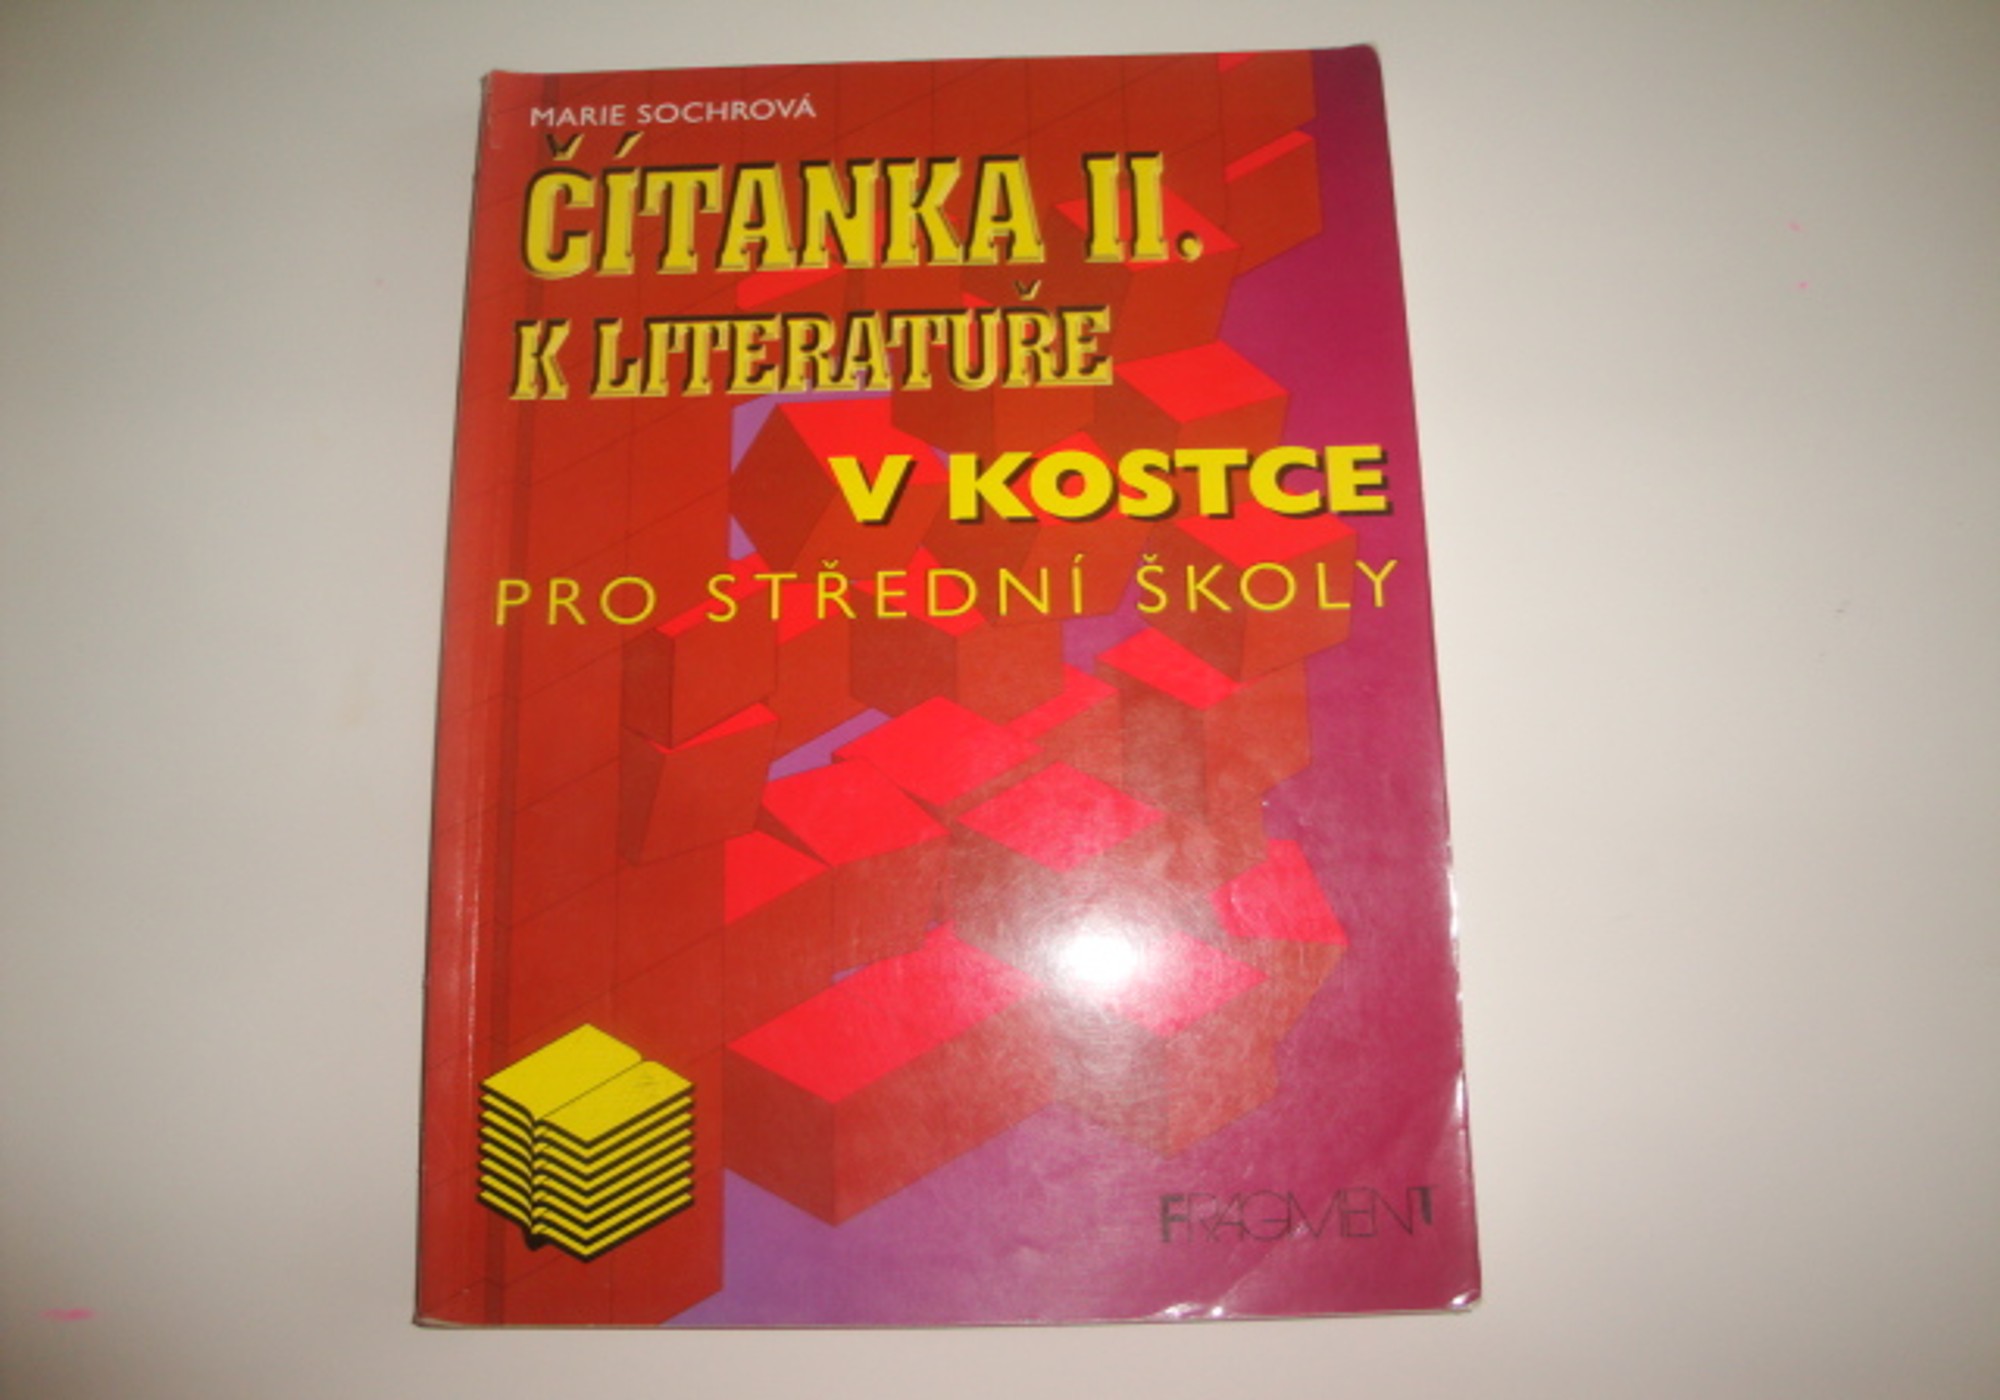 MARIE SOCHROVÁ
ČÍTANKA II.
K LITERATUŘE
V KOSTCE
PRO STŘEDNÍ ŠKOLY
FRAGMENT